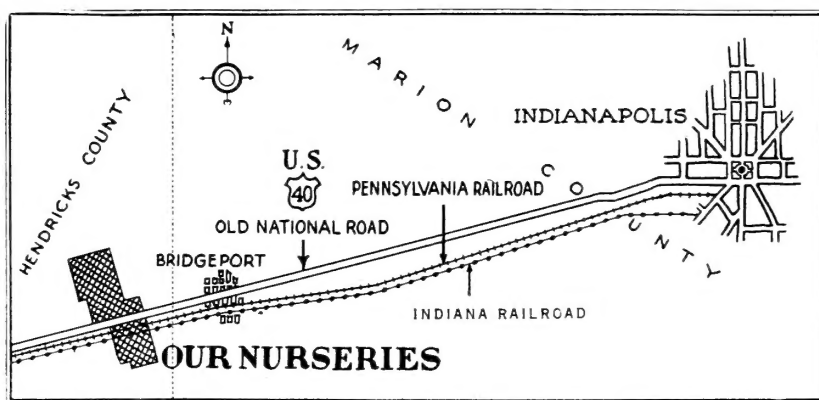 N
MARION
COUNTY
INDIANAPOLIS
HENDRICKS COUNTY
U.S.
40
OLD NATIONAL ROAD
PENNSYLVANIA RAILROAD
BRIDGEPORT
INDIANA RAILROAD
OUR NURSERIES